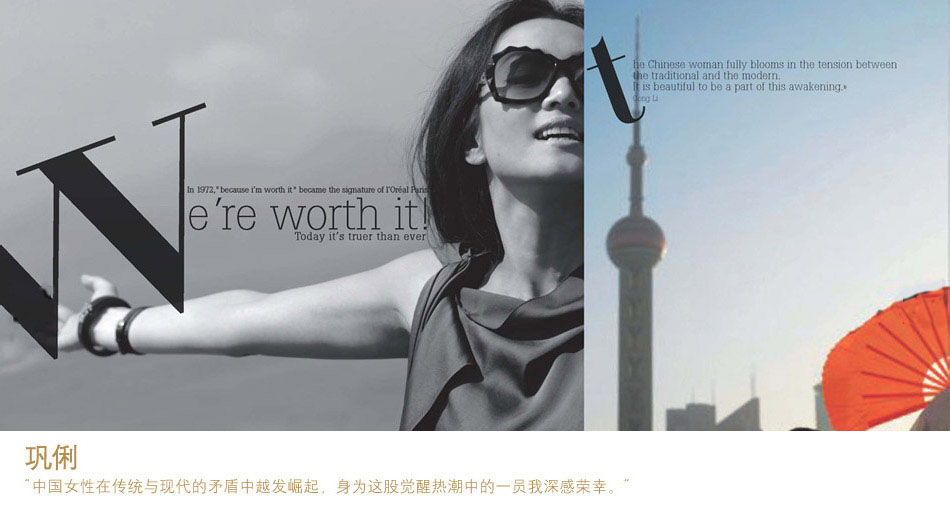 In 1972,"because i'm worth it" became the signature of l'Oréal Paris.
We're worth it!
Today it's truer than ever
the Chinese woman fully blooms in the tension between
the traditional and the modern.
It is beautiful to be a part of this awakening.»
Gong Li
巩俐
“中国女性在传统与现代的矛盾中越发崛起，身为这股觉醒热潮中的一员我深感荣幸。”